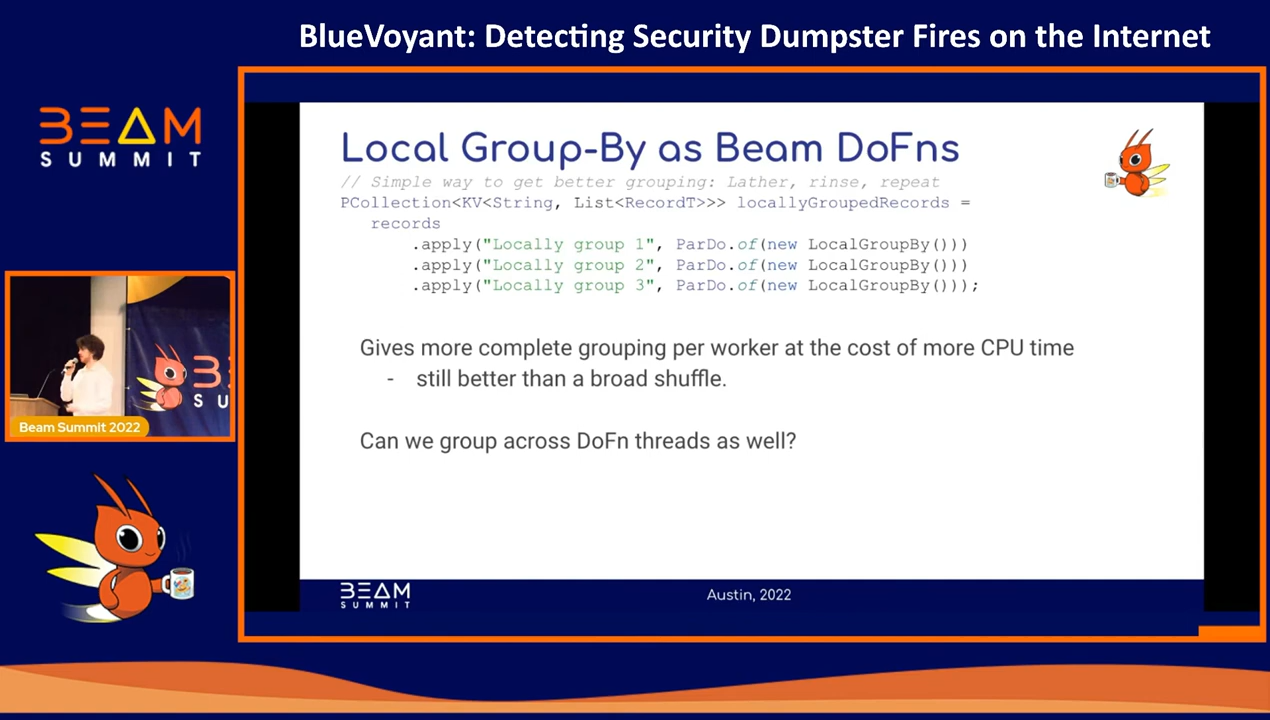 BlueVoyant: Detecting Security Dumpster Fires on the Internet
BEAM
SUMMIT
Local Group-By as Beam DoFns
// Simple way to get better grouping: Lather, rinse, repeat
PCollection<KV<String, List<RecordT>>> locallyGroupedRecords =
records
.apply("Locally group 1", ParDo.of(new LocalGroupBy()))
.apply("Locally group 2", ParDo.of(new LocalGroupBy()))
.apply("Locally group 3", ParDo.of(new LocalGroupBy()));
Gives more complete grouping per worker at the cost of more CPU time
- still better than a broad shuffle.
Can we group across DoFn threads as well?
B
S U
Beam Summit 2022
BEAM
SUMMIT
Austin, 2022